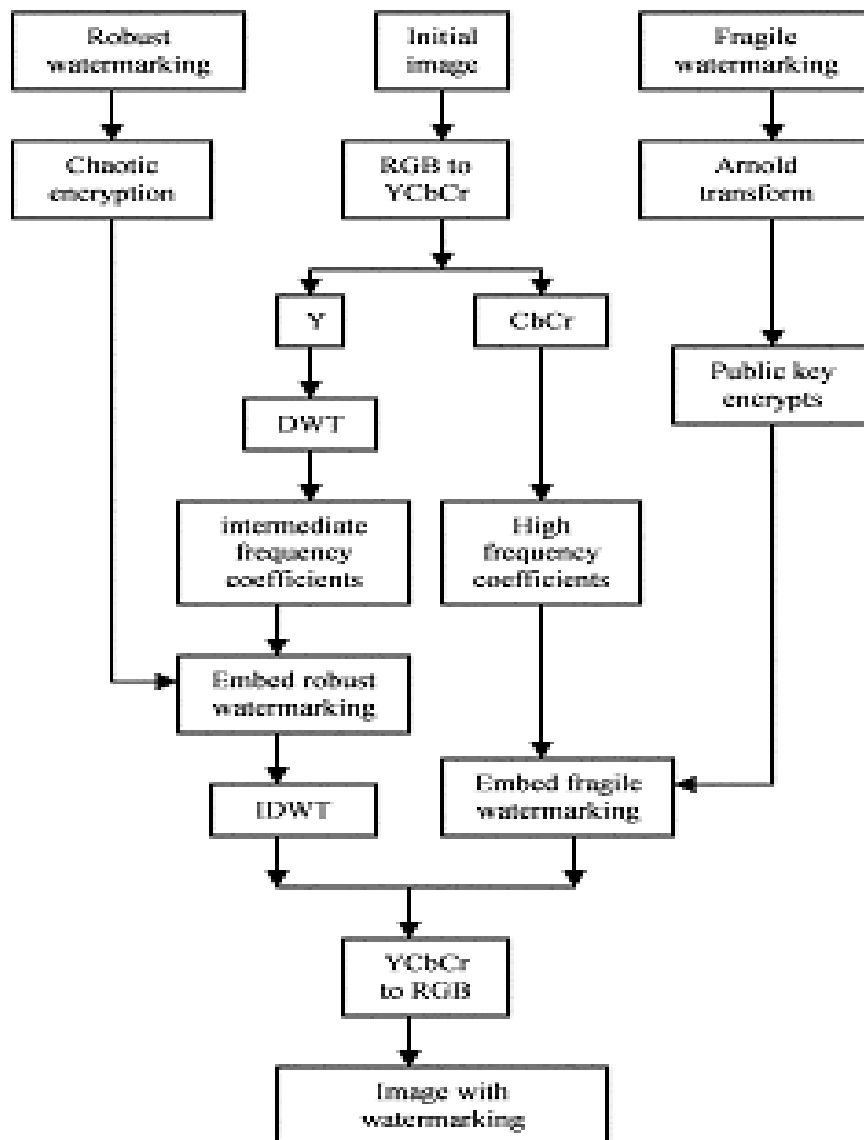 Robust
watermarking
Initial
image
Fragile
watermarking
Chaotic
encryption
RGB to
YCbCr
Arnold
transform
Y
CbCr
Public key
encrypts
DWT
intermediate
frequency
coefficients
High
frequency
coefficients
Embed robust
watermarking
Embed fragile
watermarking
IDWT
YCbCr
to RGB
Image with
watermarking